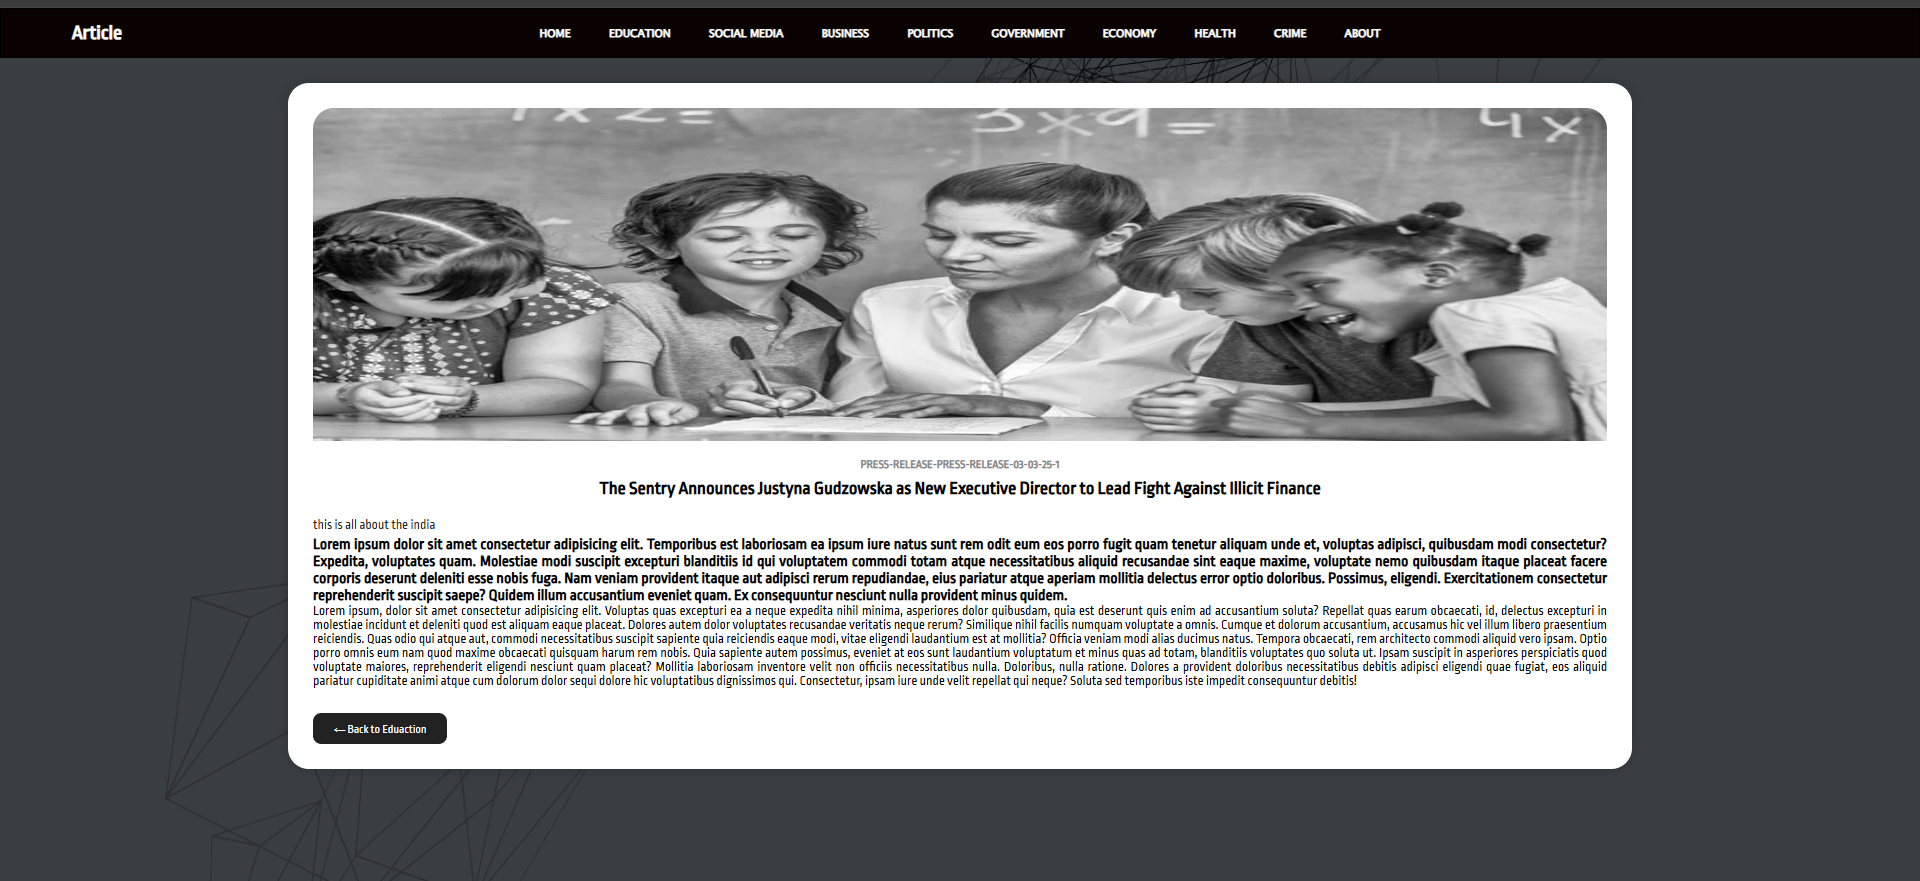 Article
HOME EDUCATION SOCIAL MEDIA BUSINESS POLITICS GOVERNMENT ECONOMY HEALTH CRIME ABOUT
1 x 2 = 3 x 9 = 4 x
PRESS-RELEASE-PRESS-RELEASE-03-03-25-1
The Sentry Announces Justyna Gudzowska as New Executive Director to Lead Fight Against Illicit Finance
this is all about the india
Lorem ipsum dolor sit amet consectetur adipisicing elit. Temporibus est laboriosam ea ipsum iure natus sunt rem odit eum eos porro fugit quam tenetur aliquam unde et, voluptas adipisci, quibusdam modi consectetur?
Expedita, voluptates quam. Molestiae modi suscipit excepturi blanditiis id qui voluptatem commodi totam atque necessitatibus aliquid recusandae sint eaque maxime, voluptate nemo quibusdam itaque placeat facere
corporis deserunt deleniti esse nobis fuga. Nam veniam provident itaque aut adipisci rerum repudiandae, eius pariatur atque aperiam mollitia delectus error optio doloribus. Possimus, eligendi. Exercitationem consectetur
reprehenderit suscipit saepe? Quidem illum accusantium eveniet quam. Ex consequuntur nesciunt nulla provident minus quidem.
Lorem ipsum, dolor sit amet consectetur adipisicing elit. Voluptas quas excepturi ea a neque expedita nihil minima, asperiores dolor quibusdam, quia est deserunt quis enim ad accusantium soluta? Repellat quas earum obcaecati, id, delectus excepturi in
molestiae incidunt et deleniti quod est aliquam eaque placeat. Dolores autem dolor voluptates recusandae veritatis neque rerum? Similique nihil facilis numquam voluptate a omnis. Cumque et dolorum accusantium, accusamus hic vel illum libero praesentium
reiciendis. Quas odio qui atque aut, commodi necessitatibus suscipit sapiente quia reiciendis eaque modi, vitae eligendi laudantium est at mollitia? Officia veniam modi alias ducimus natus. Tempora obcaecati, rem architecto commodi aliquid vero ipsam. Optio
porro omnis eum nam quod maxime obcaecati quisquam harum rem nobis. Quia sapiente autem possimus, eveniet at eos sunt laudantium voluptatum et minus quas ad totam, blanditiis voluptates quo soluta ut. Ipsam suscipit in asperiores perspiciatis quod
voluptate maiores, reprehenderit eligendi nesciunt quam placeat? Mollitia laboriosam inventore velit non officiis necessitatibus nulla. Doloribus, nulla ratione. Dolores a provident doloribus necessitatibus debitis adipisci eligendi quae fugiat, eos aliquid
pariatur cupiditate animi atque cum dolorum dolor sequi dolore hic voluptatibus dignissimos qui. Consectetur, ipsam iure unde velit repellat qui neque? Soluta sed temporibus iste impedit consequuntur debitis!
← Back to Eduaction